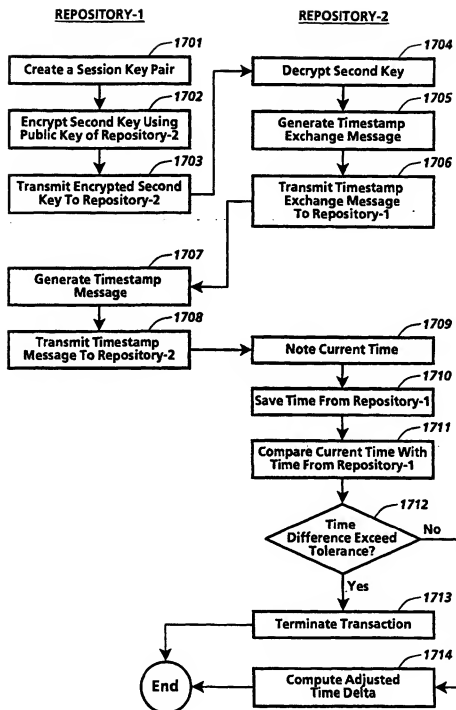 REPOSITORY-1
REPOSITORY-2
1701
Create a Session Key Pair
1702
Encrypt Second Key Using
Public Key of Repository-2
1703
Transmit Encrypted Second
Key To Repository-2
1704
Decrypt Second Key
1705
Generate Timestamp
Exchange Message
1706
Transmit Timestamp
Exchange Message
To Repository-1
1707
Generate Timestamp
Message
1708
Transmit Timestamp
Message To Repository-2
1709
Note Current Time
1710
Save Time From Repository-1
1711
Compare Current Time With
Time From Repository-1
1712
Time
Difference Exceed
Tolerance?
No
Yes
1713
Terminate Transaction
1714
Compute Adjusted
Time Delta
End